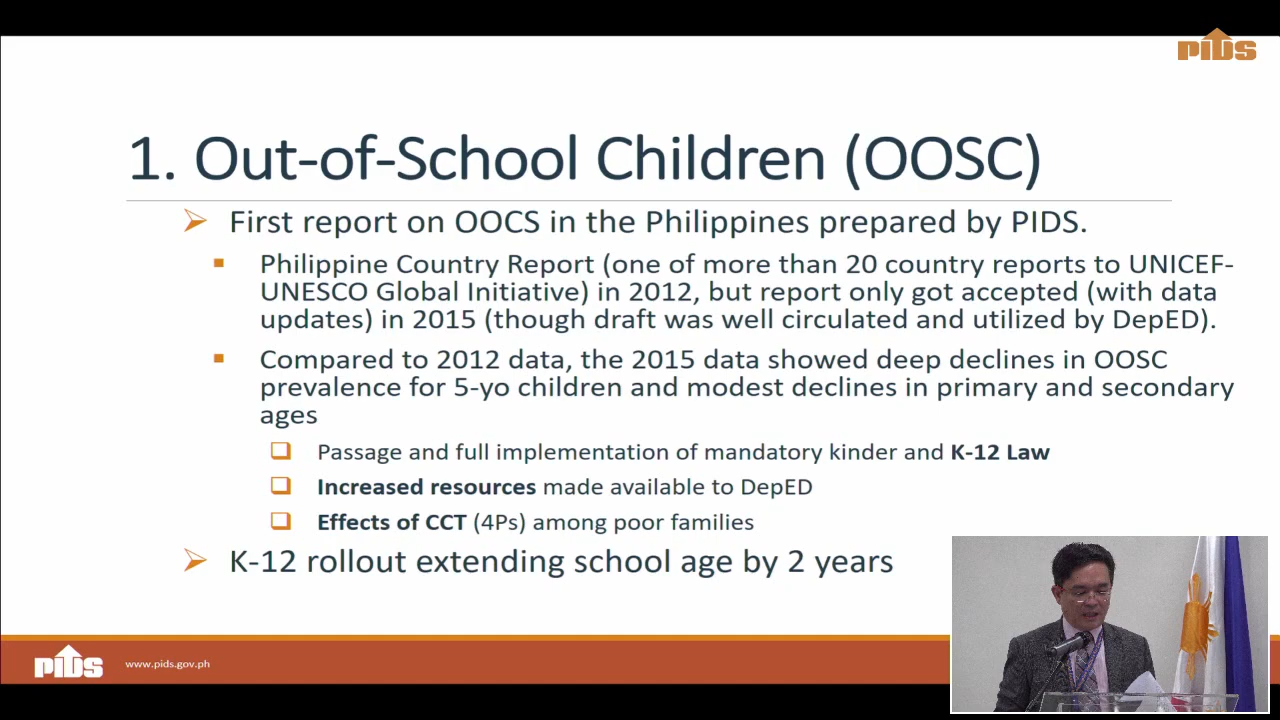 PIDS
1. Out-of-School Children (OOSC)
First report on OOCS in the Philippines prepared by PIDS.
Philippine Country Report (one of more than 20 country reports to UNICEF-
UNESCO Global Initiative) in 2012, but report only got accepted (with data
updates) in 2015 (though draft was well circulated and utilized by DepED).
Compared to 2012 data, the 2015 data showed deep declines in OOSC
prevalence for 5-yo children and modest declines in primary and secondary
ages
Passage and full implementation of mandatory kinder and K-12 Law
Increased resources made available to DepED
Effects of CCT (4Ps) among poor families
K-12 rollout extending school age by 2 years
PIDS
www.pids.gov.ph